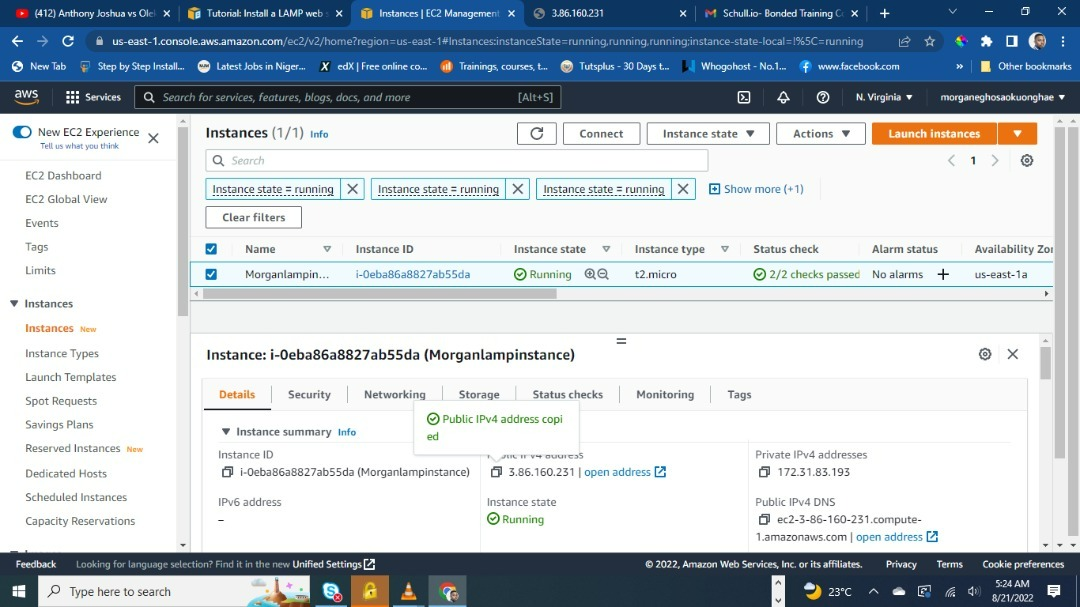 (412) Anthony Joshua vs Olek
Tutorial: Install a LAMP web s
Instances | EC2 Management
3.86.160.231
Schull.io- Bonded Training C
us-east-1.console.aws.amazon.com/ec2/v2/home?region=us-east-1#Instances:instanceState=running,running,running;instance-state-local=!%5C=running
New Tab
Step by Step Install...
Latest Jobs in Niger...
edX | Free online co...
Trainings, courses, t...
Tutsplus - 30 Days t...
Whogohost - No.1...
www.facebook.com
»
Other bookmarks
aws
Services
Search for services, features, blogs, docs, and more
[Alt+S]
N. Virginia
morganeghosaokuonghae
New EC2 Experience
Tell us what you think
EC2 Dashboard
EC2 Global View
Events
Tags
Limits
Instances
Instances New
Instance Types
Launch Templates
Spot Requests
Savings Plans
Reserved Instances New
Dedicated Hosts
Scheduled Instances
Capacity Reservations
Instances (1/1) Info
Connect
Instance state
Actions
Launch instances
Search
1
Instance state = running
Instance state = running
Instance state = running
Show more (+1)
Clear filters
Name
Instance ID
Instance state
Instance type
Status check
Alarm status
Availability Zo
Morganlampin...
i-0eba86a8827ab55da
Running
t2.micro
2/2 checks passed
No alarms +
us-east-1a
Instance: i-0eba86a8827ab55da (Morganlampinstance)
Details
Security
Networking
Storage
Status checks
Monitoring
Tags
Public IPv4 address copi
ed
Instance summary Info
Instance ID
i-0eba86a8827ab55da (Morganlampinstance)
IPv6 address
–
Public IPv4 address
3.86.160.231 | open address
Instance state
Running
Private IPv4 addresses
172.31.83.193
Public IPv4 DNS
ec2-3-86-160-231.compute-
1.amazonaws.com | open address
Feedback
Looking for language selection? Find it in the new Unified Settings
© 2022, Amazon Web Services, Inc. or its affiliates.
Privacy
Terms
Cookie preferences
Type here to search
23°C
5:24 AM
8/21/2022